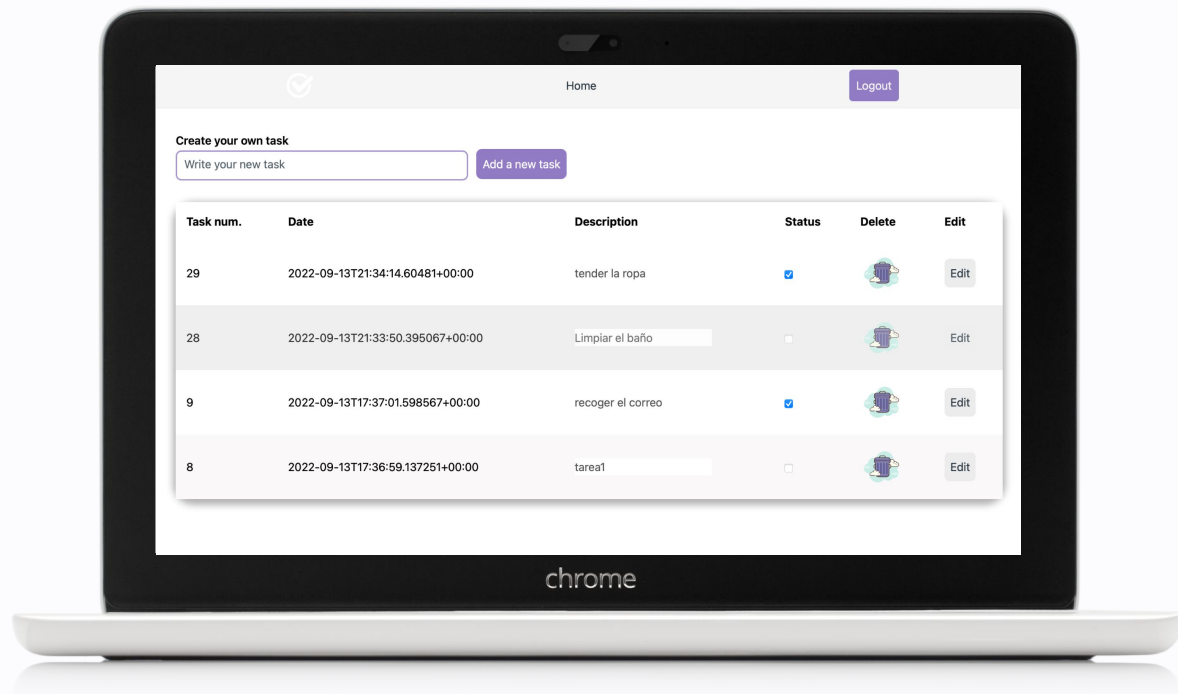 Home
Logout
Create your own task
Write your new task
Add a new task
Task num. Date Description Status Delete Edit
29 2022-09-13T21:34:14.60481+00:00 tender la ropa Edit
28 2022-09-13T21:33:50.395067+00:00 Limpiar el baño Edit
9 2022-09-13T17:37:01.598567+00:00 recoger el correo Edit
8 2022-09-13T17:36:59.137251+00:00 tarea1 Edit
chrome